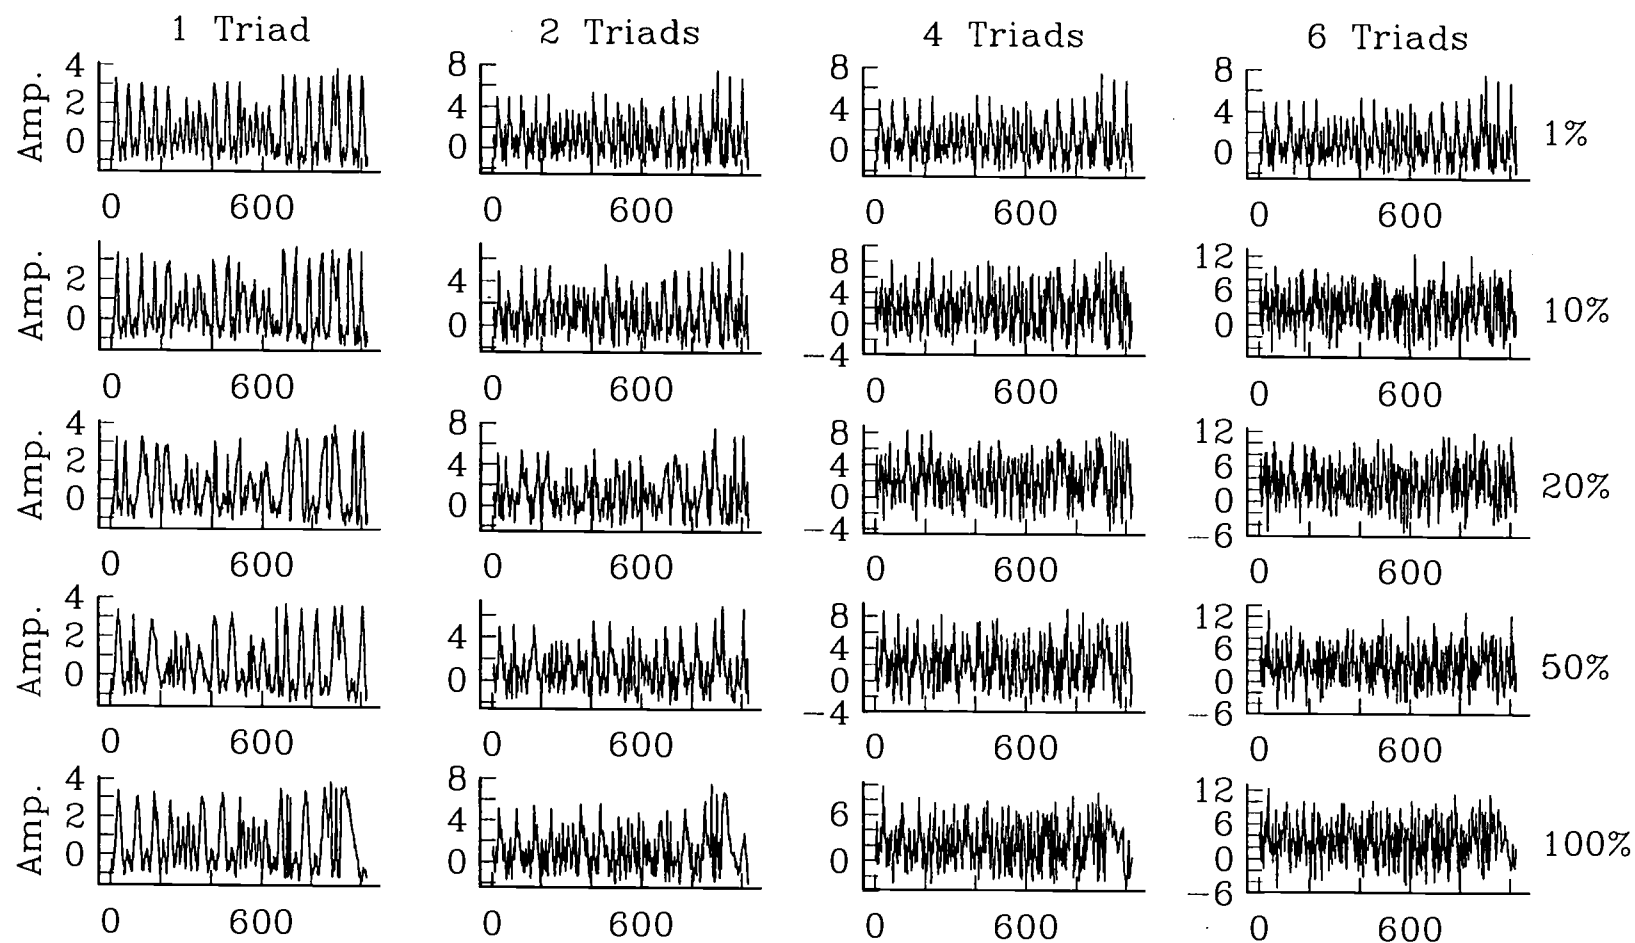 1 Triad 2 Triads 4 Triads 6 Triads
Amp. 4 2 0 8 4 0 8 4 0 8 4 0 1%
0 600 0 600 0 600 0 600
Amp. 2 0 4 0 8 4 0 -4 12 6 0 10%
0 600 0 600 0 600 0 600
Amp. 4 2 0 8 4 0 8 4 0 -4 12 6 0 -6 20%
0 600 0 600 0 600 0 600
Amp. 4 2 0 4 0 8 4 0 -4 12 6 0 -6 50%
0 600 0 600 0 600 0 600
Amp. 4 2 0 8 4 0 6 0 12 6 0 -6 100%
0 600 0 600 0 600 0 600